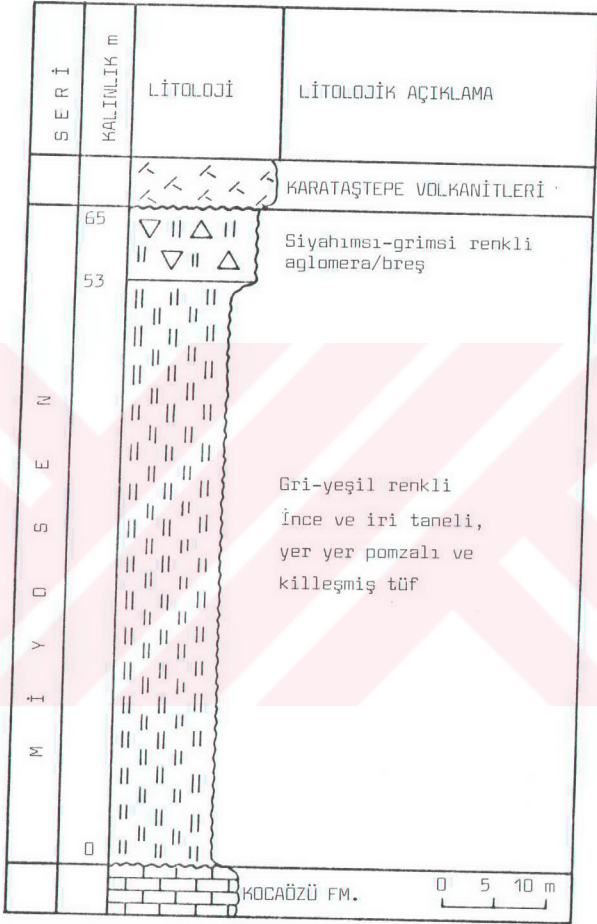 SERİ
KALINLIK m
LİTOLOJİ
LİTOLOJİK AÇIKLAMA
KARATAŞTEPE VOLKANİTLERİ
65
Siyahımsı-grimsi renkli
aglomera/breş
53
MİYOSEN
Gri-yeşil renkli
İnce ve iri taneli,
yer yer pomzalı ve
killeşmiş tüf
0
KOCAÖZÜ FM.
0 5 10 m